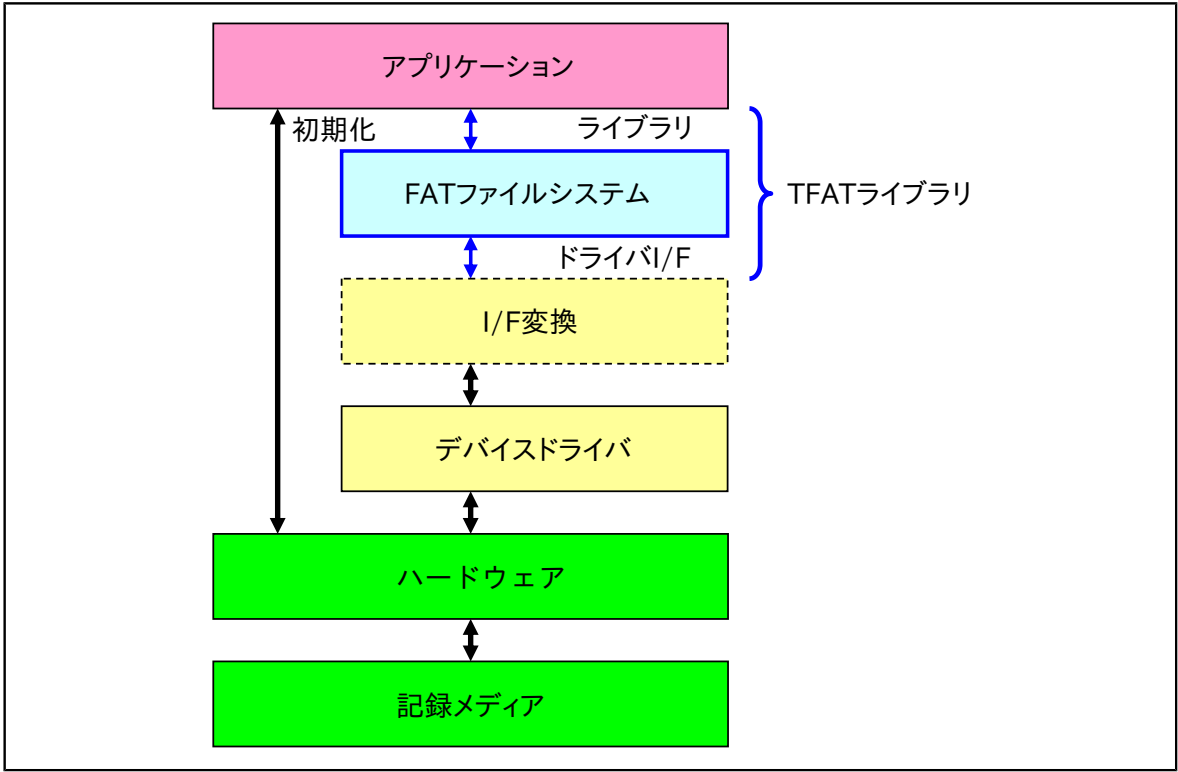 アプリケーション
初期化
ライブラリ
FATファイルシステム
TFATライブラリ
ドライバI/F
I/F変換
デバイスドライバ
ハードウェア
記録メディア